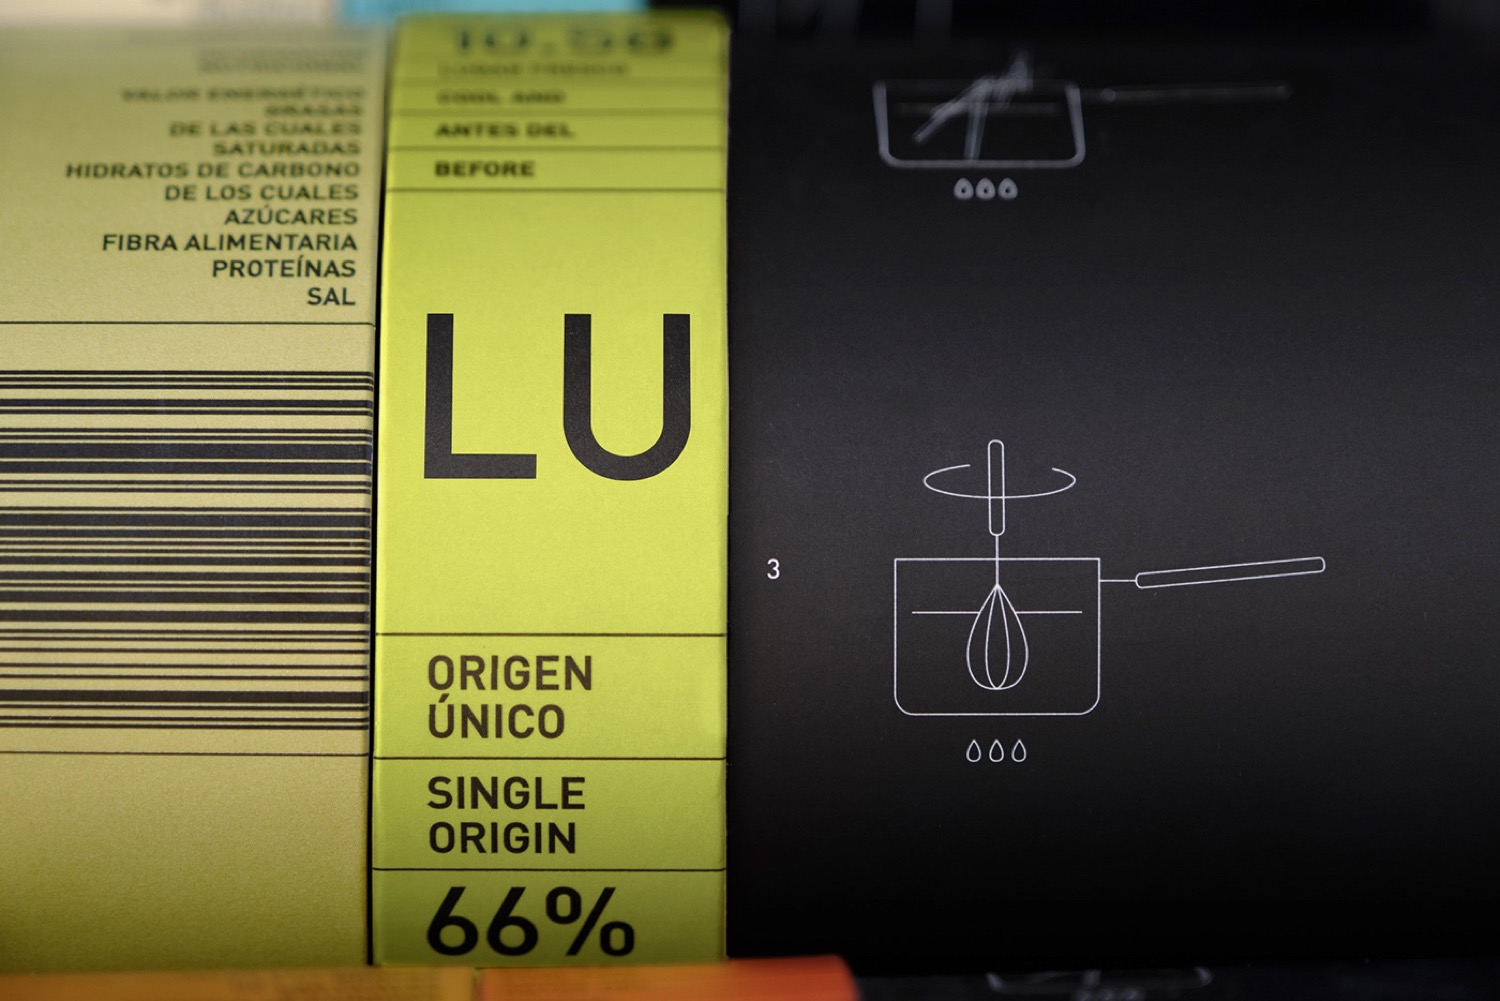 VALOR ENERGÉTICO
GRASAS
DE LAS CUALES
SATURADAS
HIDRATOS DE CARBONO
DE LOS CUALES
AZÚCARES
FIBRA ALIMENTARIA
PROTEÍNAS
SAL
COOL AND
ANTES DEL
BEFORE
LU
ORIGEN
ÚNICO
SINGLE
ORIGIN
66%
3